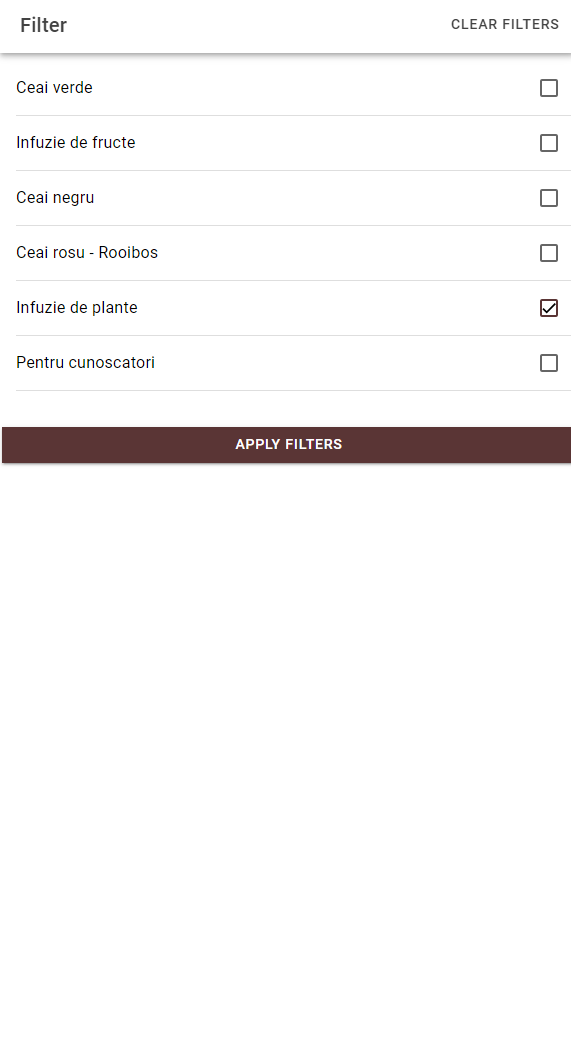 Filter
CLEAR FILTERS
Ceai verde
Infuzie de fructe
Ceai negru
Ceai rosu - Rooibos
Infuzie de plante
Pentru cunoscatori
APPLY FILTERS